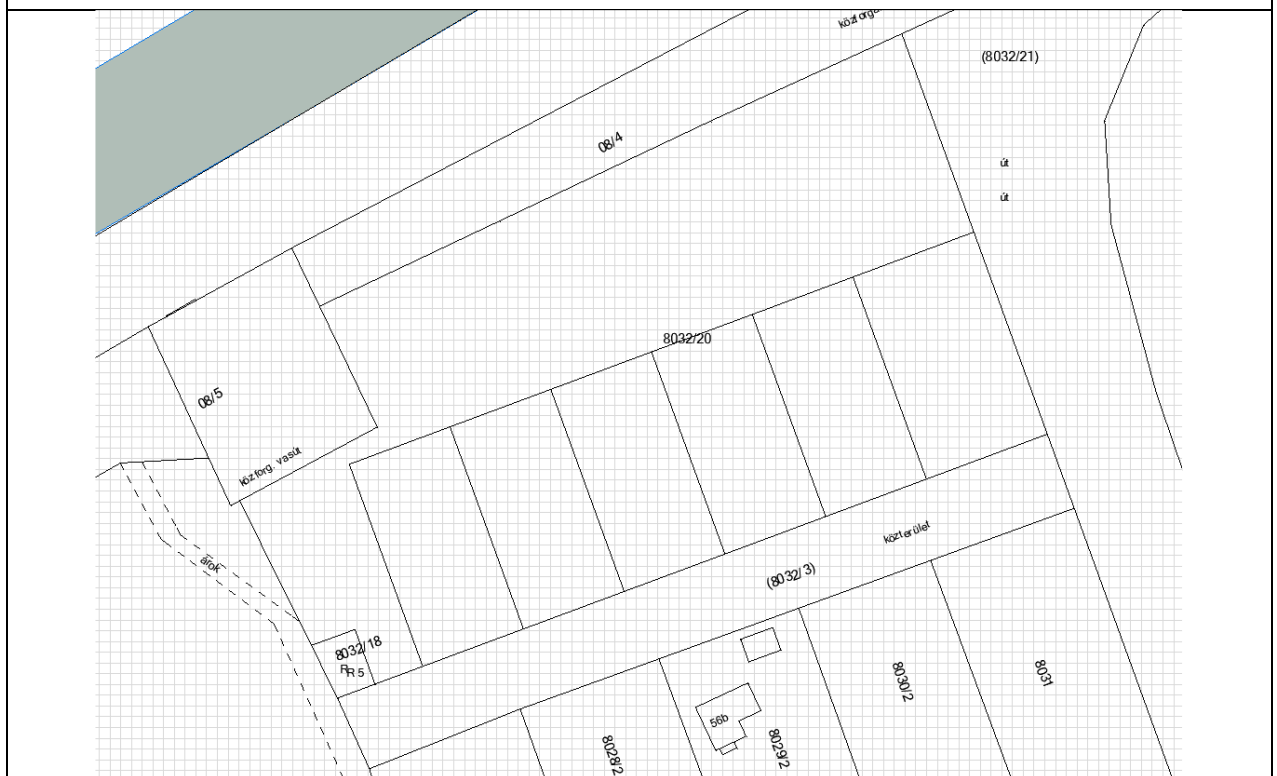 közforga
(8032/21)
08/4
út
út
8032/20
08/5
közforg. vasút
közterület
árok
(8032/3)
8032/18
R
R 5
8030/2
8031
56b
8028/2
8029/2